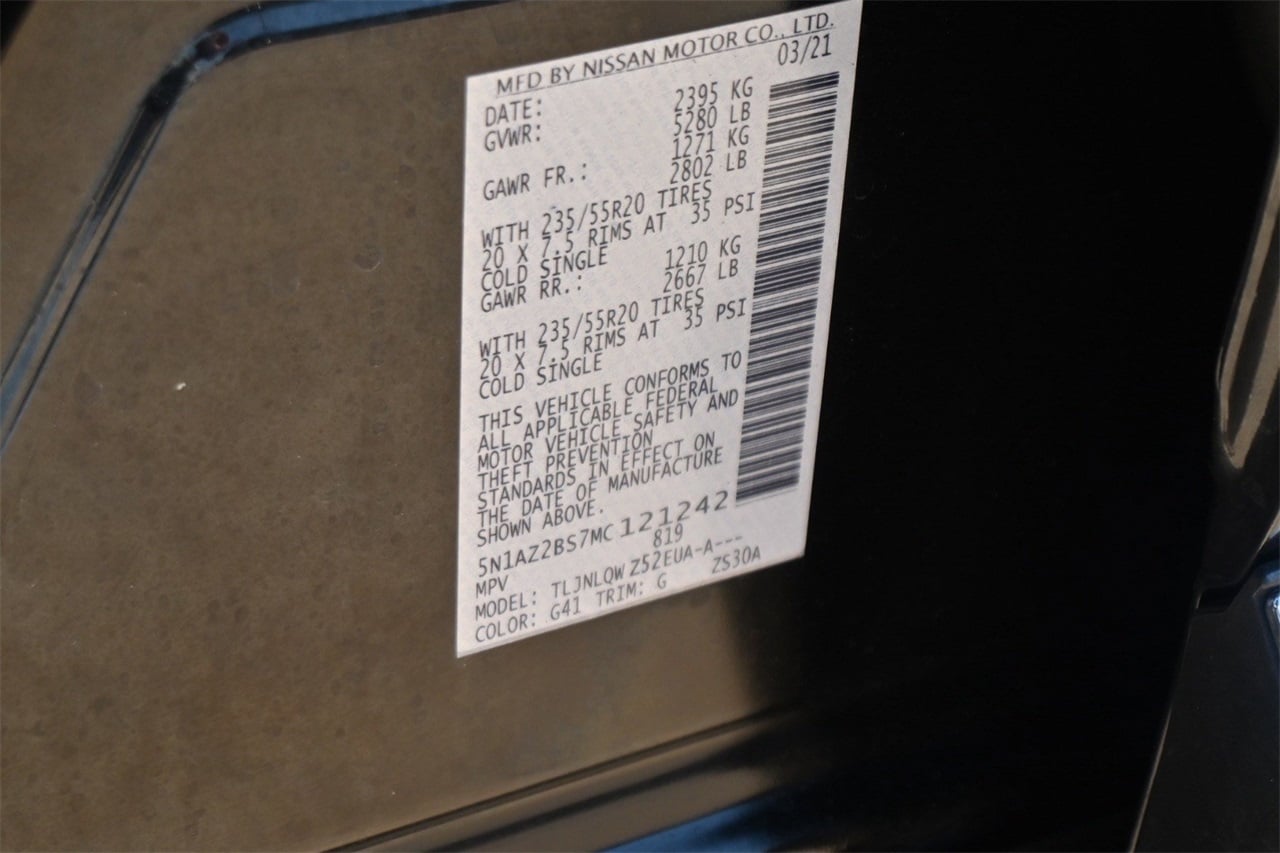 MFD BY NISSAN MOTOR CO., LTD.
DATE: 03/21
GVWR: 2395 KG
5280 LB
GAWR FR.: 1271 KG
2802 LB
WITH 235/55R20 TIRES
20 X 7.5 RIMS AT 35 PSI
COLD SINGLE
GAWR RR.: 1210 KG
2667 LB
WITH 235/55R20 TIRES
20 X 7.5 RIMS AT 35 PSI
COLD SINGLE
THIS VEHICLE CONFORMS TO
ALL APPLICABLE FEDERAL
MOTOR VEHICLE SAFETY AND
THEFT PREVENTION
STANDARDS IN EFFECT ON
THE DATE OF MANUFACTURE
SHOWN ABOVE.
5N1AZ2BS7MC121242
MPV 819
MODEL: TLJNLQWZ52EUA-A---
COLOR: G41 TRIM: G ZS30A